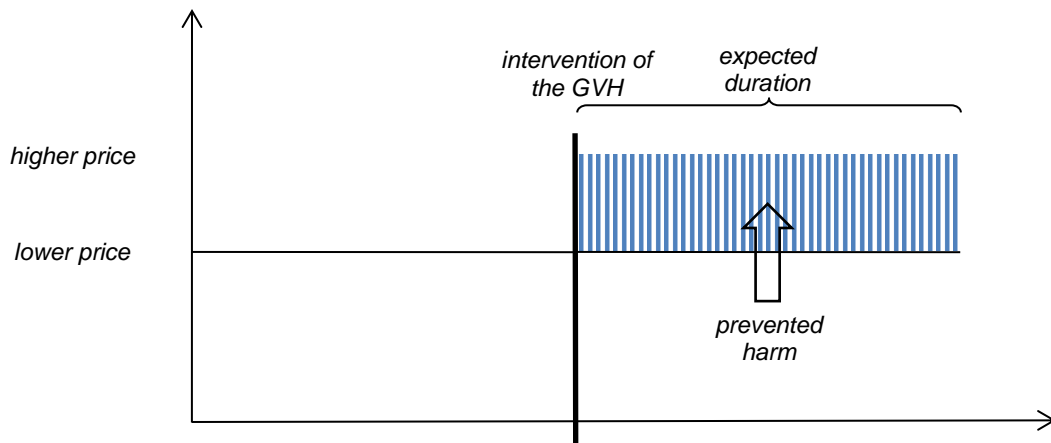 intervention of
the GVH
expected
duration
higher price
lower price
prevented
harm